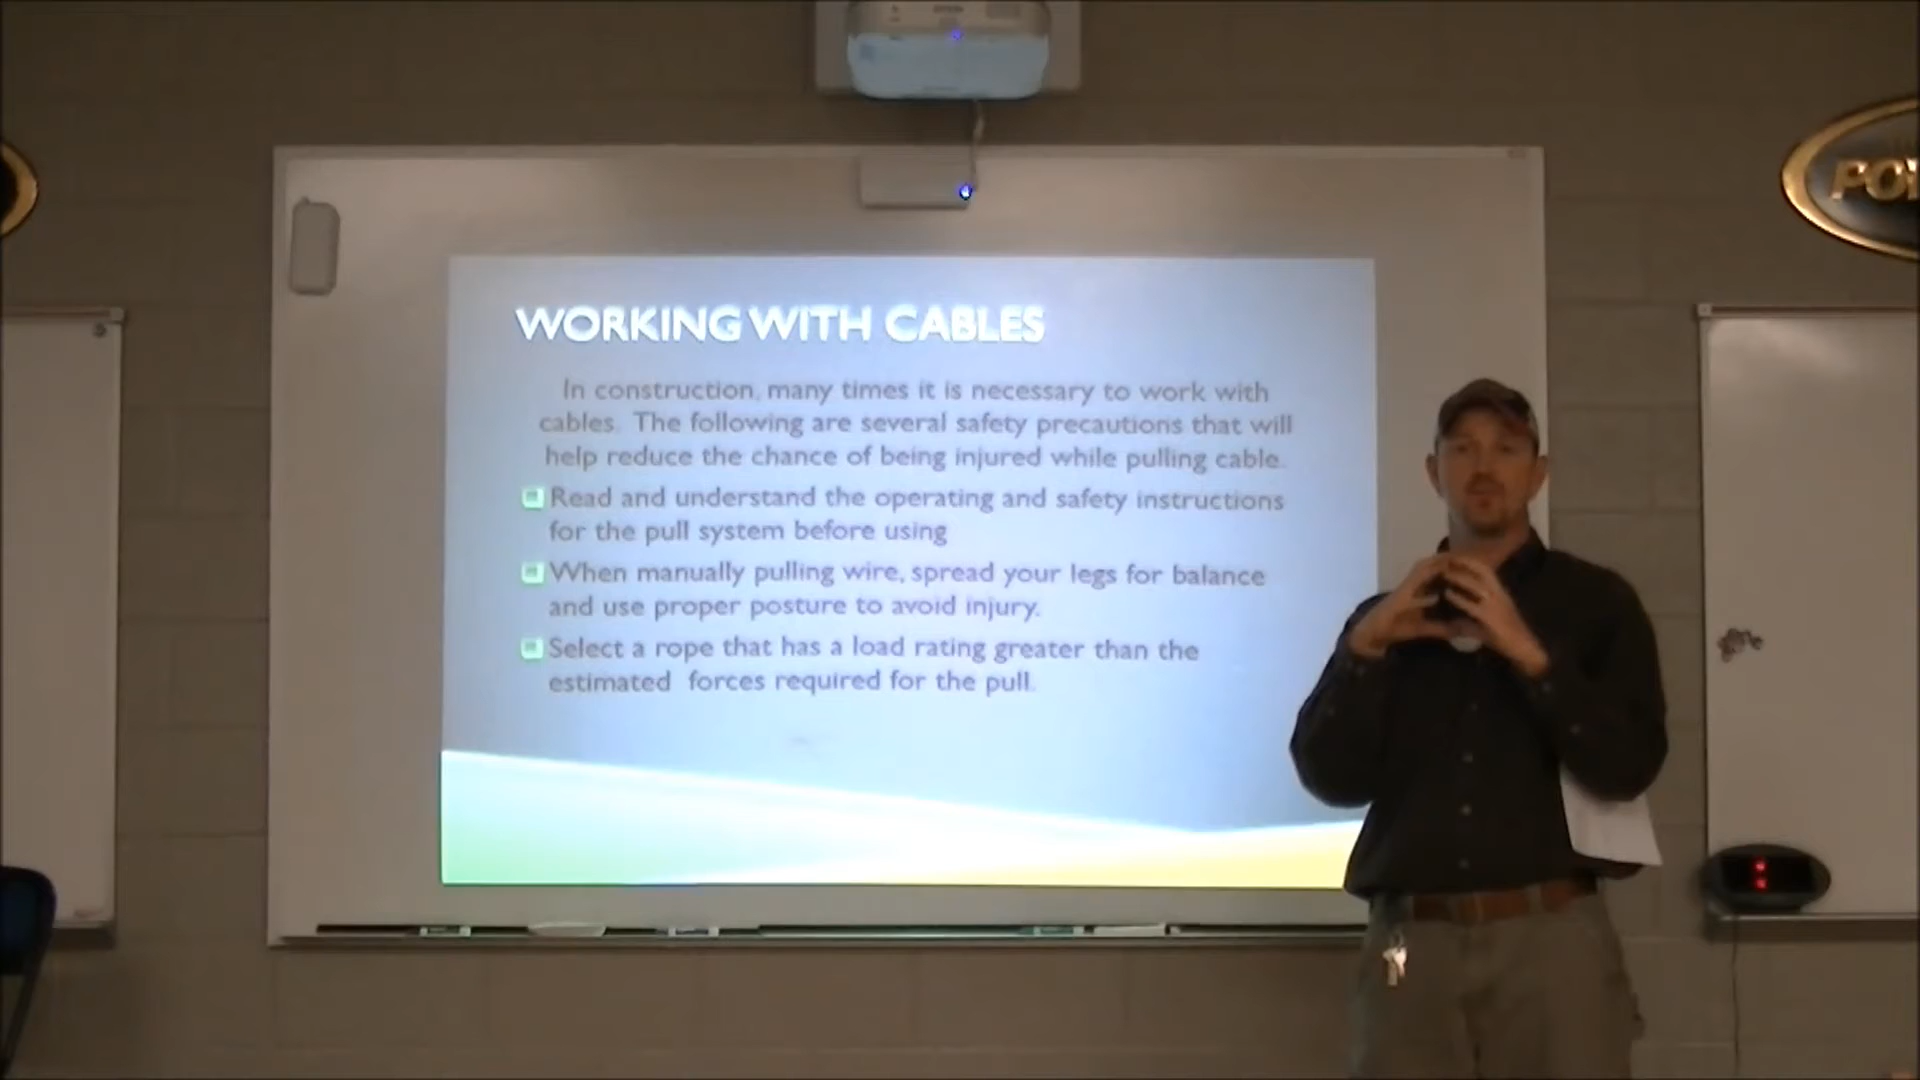 WORKING WITH CABLES
In construction, many times it is necessary to work with
cables. The following are several safety precautions that will
help reduce the chance of being injured while pulling cable.
Read and understand the operating and safety instructions
for the pull system before using
When manually pulling wire, spread your legs for balance
and use proper posture to avoid injury.
Select a rope that has a load rating greater than the
estimated forces required for the pull.